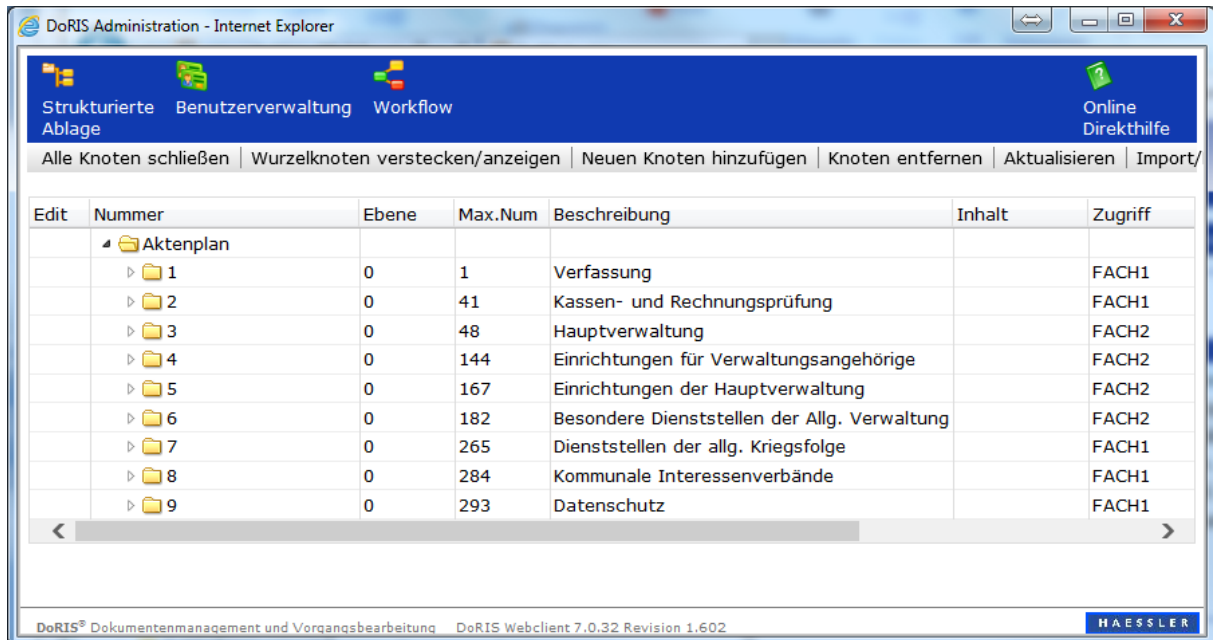 DoRIS Administration - Internet Explorer
Strukturierte Ablage Benutzerverwaltung Workflow Online Direkthilfe
Alle Knoten schließen | Wurzelknoten verstecken/anzeigen | Neuen Knoten hinzufügen | Knoten entfernen | Aktualisieren | Import/
Edit Nummer Ebene Max.Num Beschreibung Inhalt Zugriff
Aktenplan
1 0 1 Verfassung FACH1
2 0 41 Kassen- und Rechnungsprüfung FACH1
3 0 48 Hauptverwaltung FACH2
4 0 144 Einrichtungen für Verwaltungsangehörige FACH2
5 0 167 Einrichtungen der Hauptverwaltung FACH2
6 0 182 Besondere Dienststellen der Allg. Verwaltung FACH2
7 0 265 Dienststellen der allg. Kriegsfolge FACH1
8 0 284 Kommunale Interessenverbände FACH1
9 0 293 Datenschutz FACH1
DoRIS® Dokumentenmanagement und Vorgangsbearbeitung DoRIS Webclient 7.0.32 Revision 1.602 HAESSLER